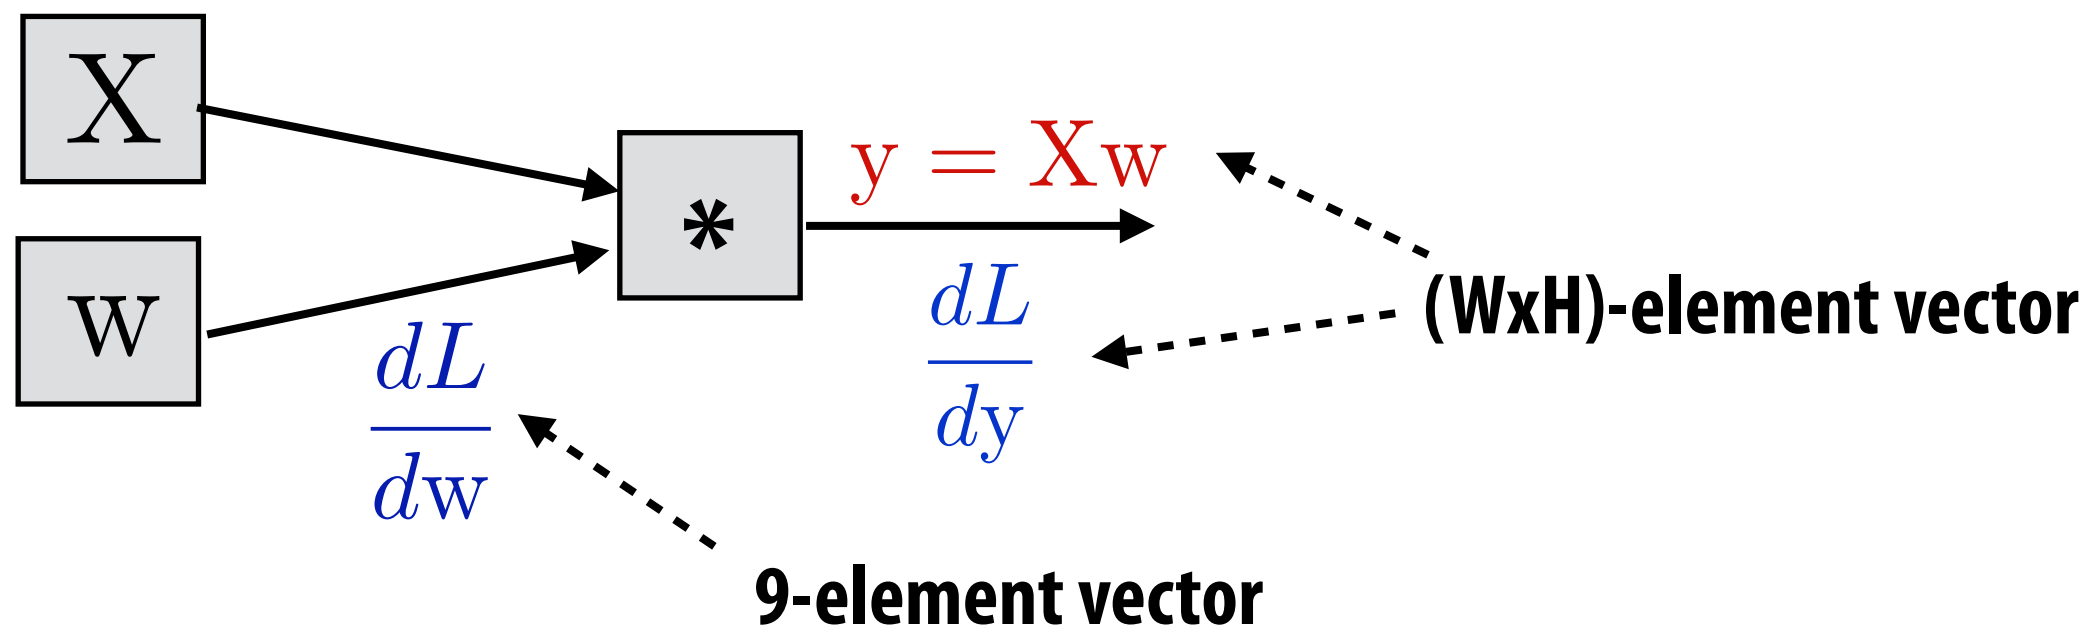 X
w
*
y = Xw
dL
dy
dL
dw
(WxH)-element vector
9-element vector